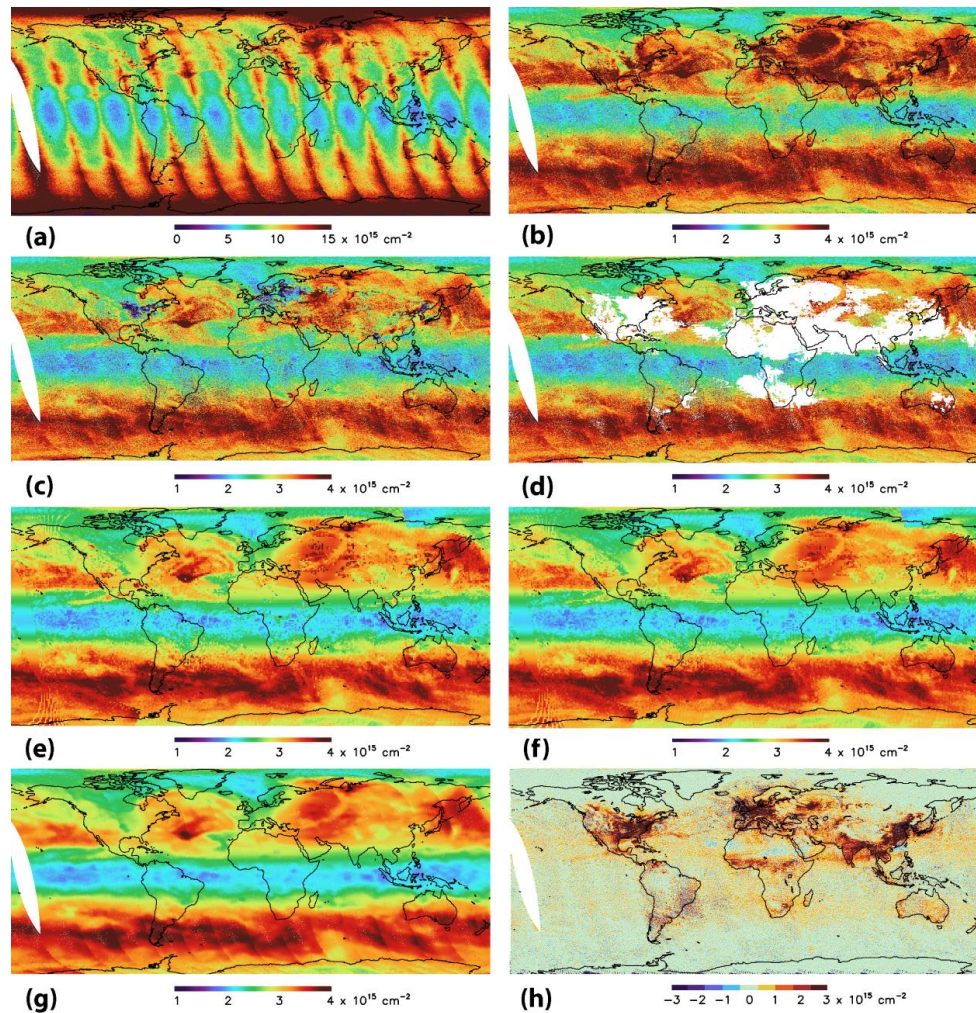 (a)
0 5 10 15 x 10¹⁵ cm⁻²
(b)
1 2 3 4 x 10¹⁵ cm⁻²
(c)
1 2 3 4 x 10¹⁵ cm⁻²
(d)
1 2 3 4 x 10¹⁵ cm⁻²
(e)
1 2 3 4 x 10¹⁵ cm⁻²
(f)
1 2 3 4 x 10¹⁵ cm⁻²
(g)
1 2 3 4 x 10¹⁵ cm⁻²
(h)
−3 −2 −1 0 1 2 3 x 10¹⁵ cm⁻²